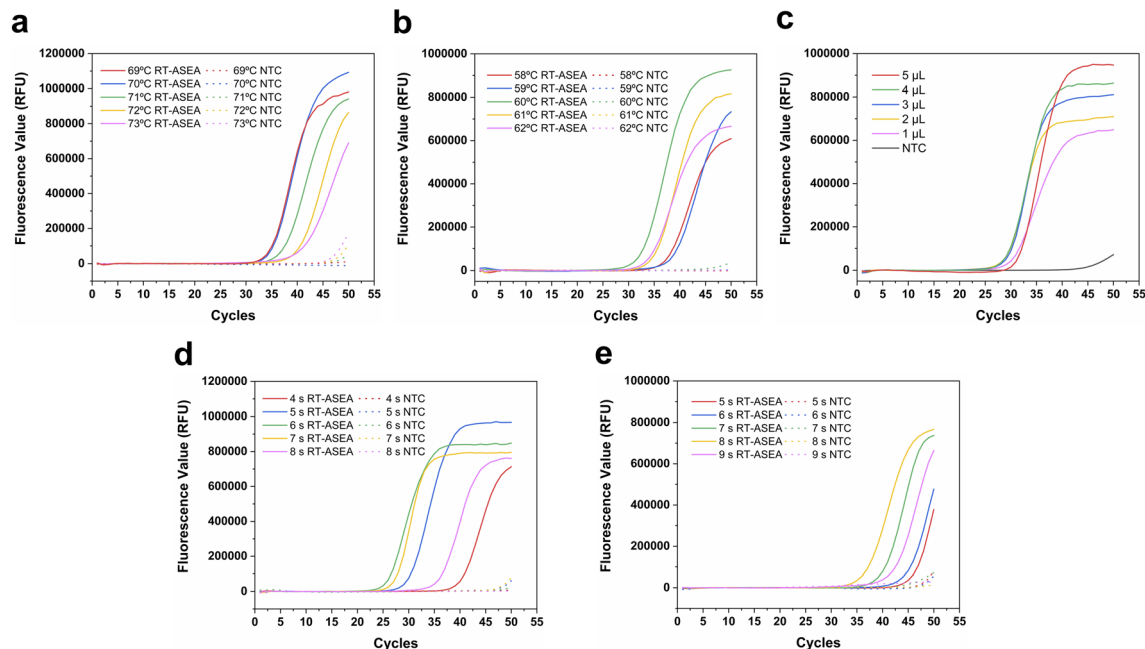 a
Fluorescence Value (RFU)
1200000
1000000
800000
600000
400000
200000
0
69ºC RT-ASEA 69ºC NTC
70ºC RT-ASEA 70ºC NTC
71ºC RT-ASEA 71ºC NTC
72ºC RT-ASEA 72ºC NTC
73ºC RT-ASEA 73ºC NTC
0 5 10 15 20 25 30 35 40 45 50 55
Cycles
b
Fluorescence Value (RFU)
1000000
800000
600000
400000
200000
0
58ºC RT-ASEA 58ºC NTC
59ºC RT-ASEA 59ºC NTC
60ºC RT-ASEA 60ºC NTC
61ºC RT-ASEA 61ºC NTC
62ºC RT-ASEA 62ºC NTC
0 5 10 15 20 25 30 35 40 45 50 55
Cycles
c
Fluorescence Value (RFU)
1000000
800000
600000
400000
200000
0
5 µL
4 µL
3 µL
2 µL
1 µL
NTC
0 5 10 15 20 25 30 35 40 45 50 55
Cycles
d
Fluorescence Value (RFU)
1200000
1000000
800000
600000
400000
200000
0
4 s RT-ASEA 4 s NTC
5 s RT-ASEA 5 s NTC
6 s RT-ASEA 6 s NTC
7 s RT-ASEA 7 s NTC
8 s RT-ASEA 8 s NTC
0 5 10 15 20 25 30 35 40 45 50 55
Cycles
e
Fluorescence Value (RFU)
1000000
800000
600000
400000
200000
0
5 s RT-ASEA 5 s NTC
6 s RT-ASEA 6 s NTC
7 s RT-ASEA 7 s NTC
8 s RT-ASEA 8 s NTC
9 s RT-ASEA 9 s NTC
0 5 10 15 20 25 30 35 40 45 50 55
Cycles